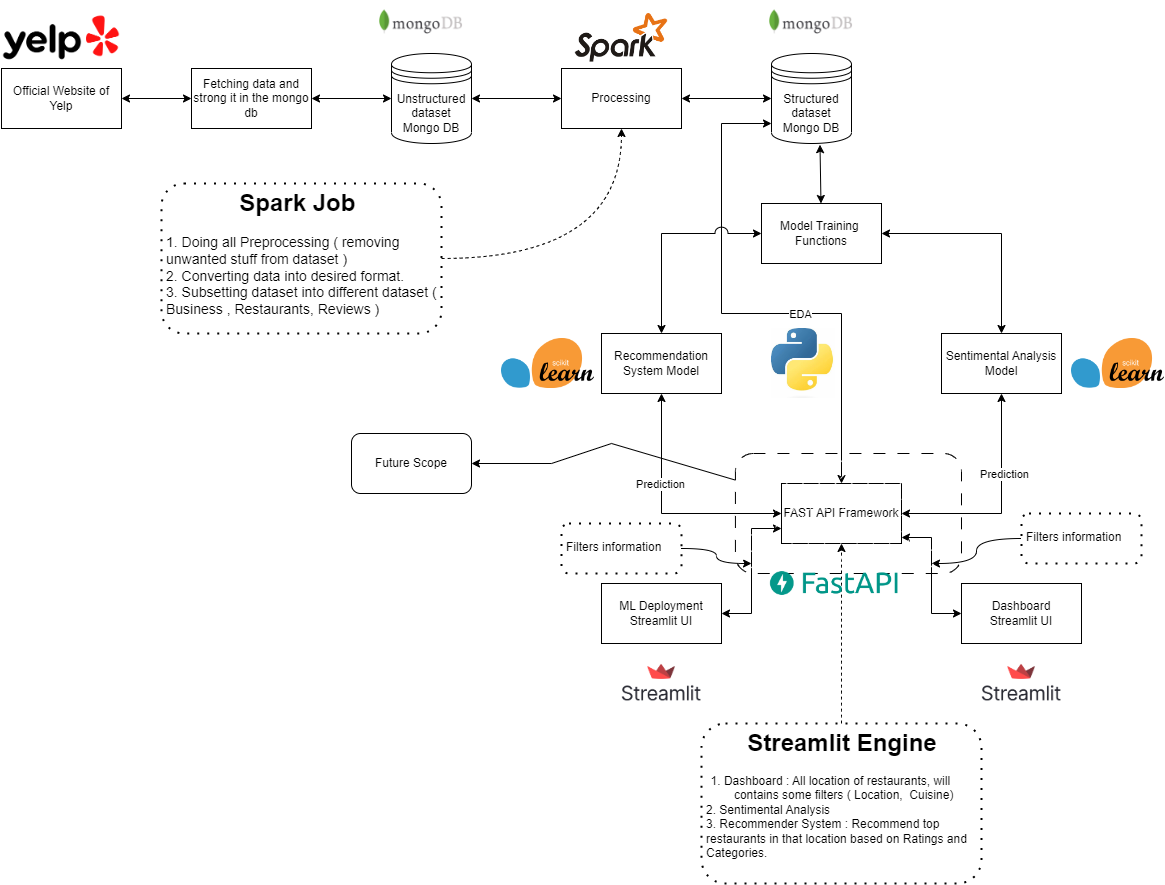 yelp
mongoDB
Spark
mongoDB
Official Website of
Yelp
Fetching data and
strong it in the mongo
db
Unstructured
dataset
Mongo DB
Processing
Structured
dataset
Mongo DB
Spark Job
1. Doing all Preprocessing ( removing
unwanted stuff from dataset )
2. Converting data into desired format.
3. Subsetting dataset into different dataset (
Business , Restaurants, Reviews )
Model Training
Functions
EDA
scikit
learn
Recommendation
System Model
Sentimental Analysis
Model
scikit
learn
Future Scope
Prediction
Prediction
FAST API Framework
Filters information
Filters information
FastAPI
ML Deployment
Streamlit UI
Dashboard
Streamlit UI
Streamlit
Streamlit
Streamlit Engine
1. Dashboard : All location of restaurants, will
contains some filters ( Location, Cuisine)
2. Sentimental Analysis
3. Recommender System : Recommend top
restaurants in that location based on Ratings and
Categories.